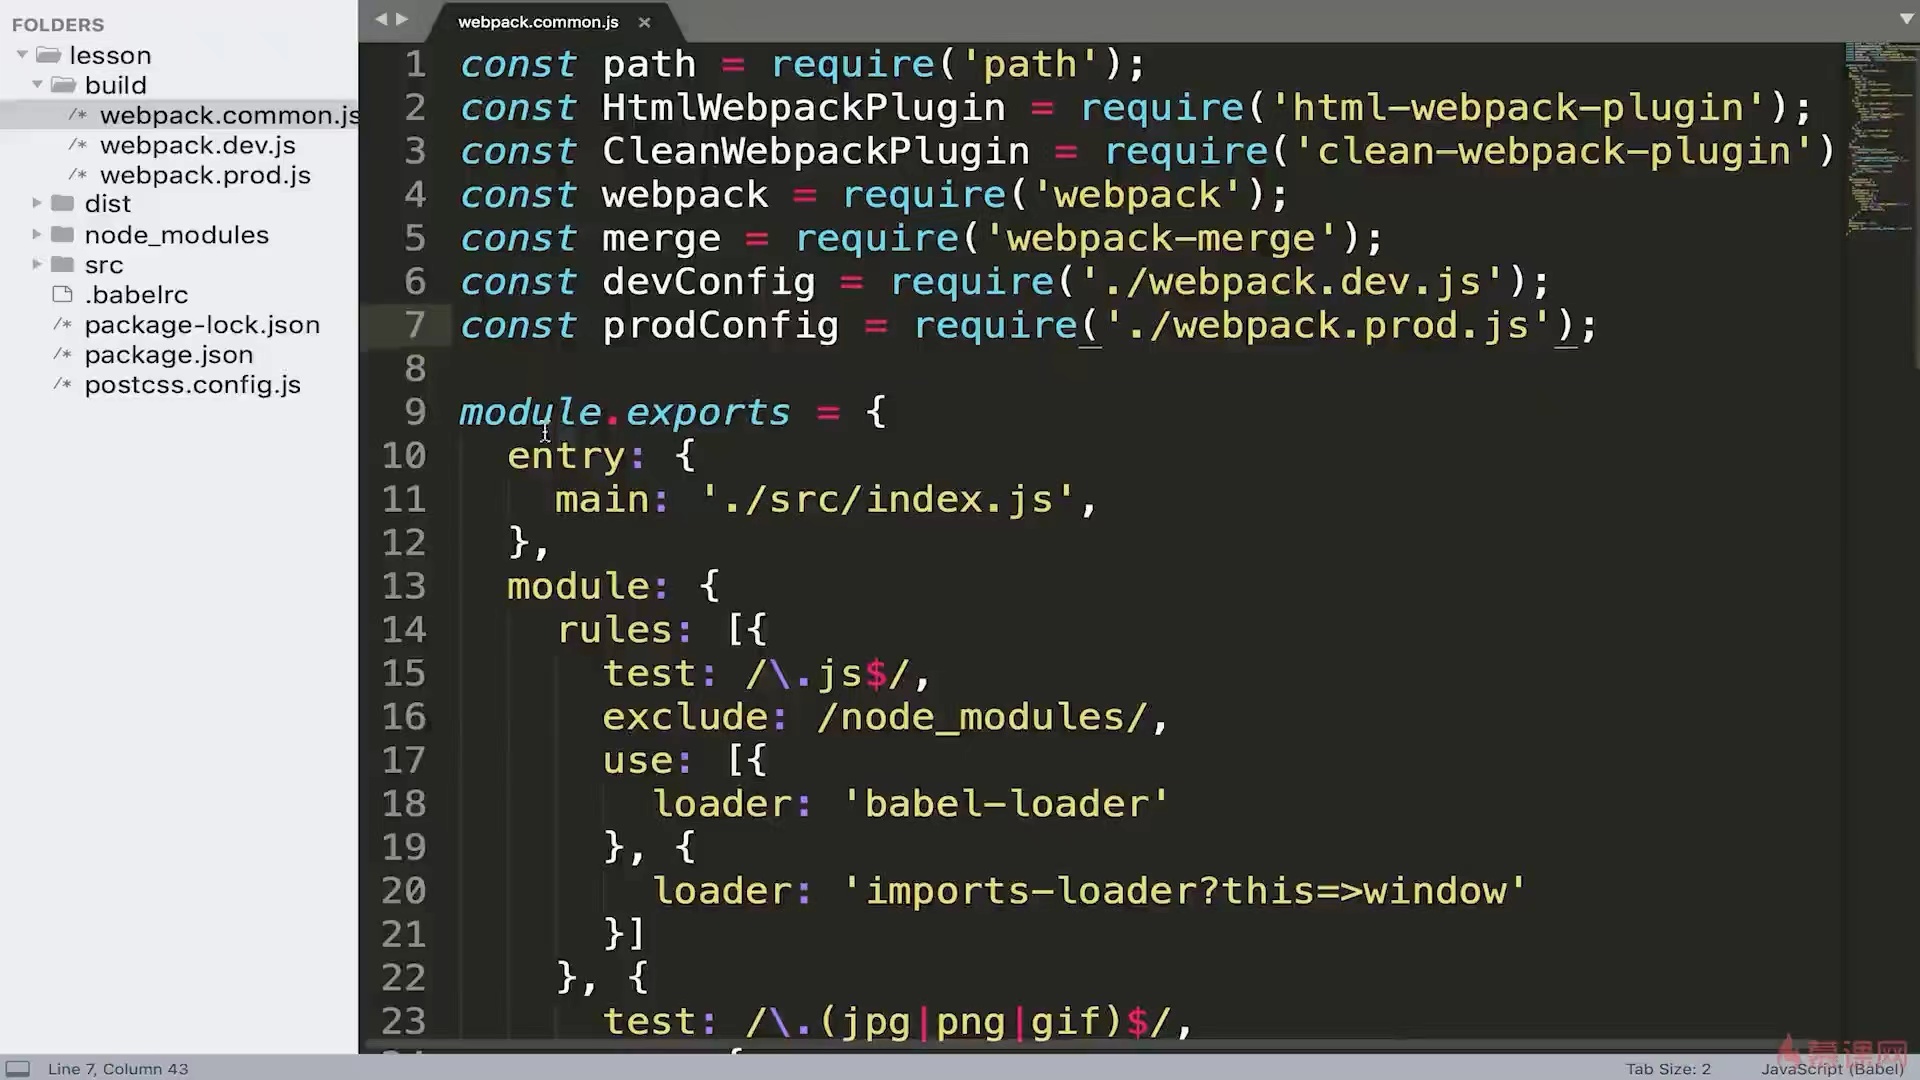 FOLDERS
lesson
build
/* webpack.common.js
/* webpack.dev.js
/* webpack.prod.js
dist
node_modules
src
.babelrc
/* package-lock.json
/* package.json
/* postcss.config.js
webpack.common.js ×
1 const path = require('path');
2 const HtmlWebpackPlugin = require('html-webpack-plugin');
3 const CleanWebpackPlugin = require('clean-webpack-plugin')
4 const webpack = require('webpack');
5 const merge = require('webpack-merge');
6 const devConfig = require('./webpack.dev.js');
7 const prodConfig = require('./webpack.prod.js');
8
9 module.exports = {
10 entry: {
11 main: './src/index.js',
12 },
13 module: {
14 rules: [{
15 test: /\.js$/,
16 exclude: /node_modules/,
17 use: [{
18 loader: 'babel-loader'
19 }, {
20 loader: 'imports-loader?this=>window'
21 }]
22 }, {
23 test: /\.(jpg|png|gif)$/,
Line 7, Column 43
Tab Size: 2
JavaScript (Babel)
慕课网